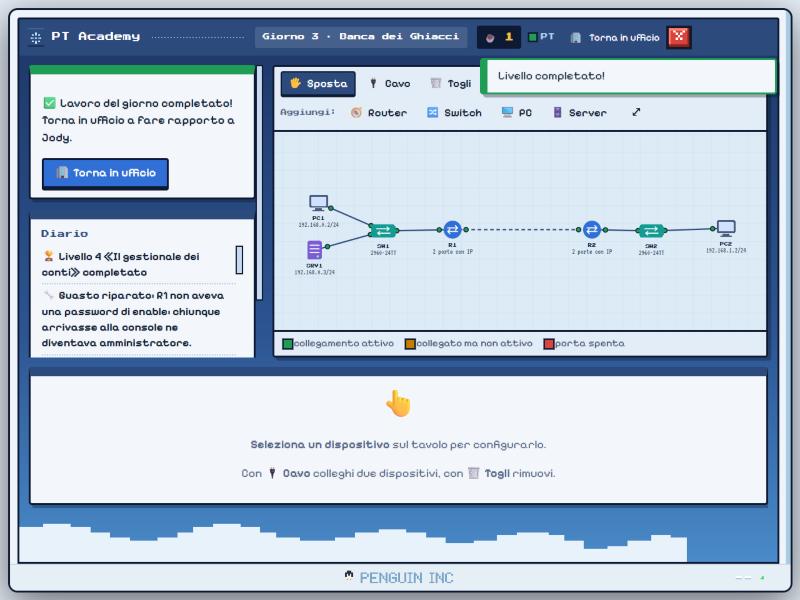 PT Academy
Giorno 3 · Banca dei Ghiacci
1
PT
Torna in ufficio
Livello completato!
Lavoro del giorno completato!
Torna in ufficio a fare rapporto a
Jody.
Torna in ufficio
Diario
Livello 4 «Il gestionale dei
conti» completato
Guasto riparato: R1 non aveva
una password di enable: chiunque
arrivasse alla console ne
diventava amministratore.
Sposta
Cavo
Togli
Aggiungi:
Router
Switch
PC
Server
PC1
192.168.0.2/24
SRV1
192.168.0.3/24
SW1
2960-24TT
R1
2 porte con IP
R2
2 porte con IP
SW2
2960-24TT
PC2
192.168.1.2/24
collegamento attivo
collegato ma non attivo
porta spenta
Seleziona un dispositivo sul tavolo per configurarlo.
Con Cavo colleghi due dispositivi, con Togli rimuovi.
PENGUIN INC